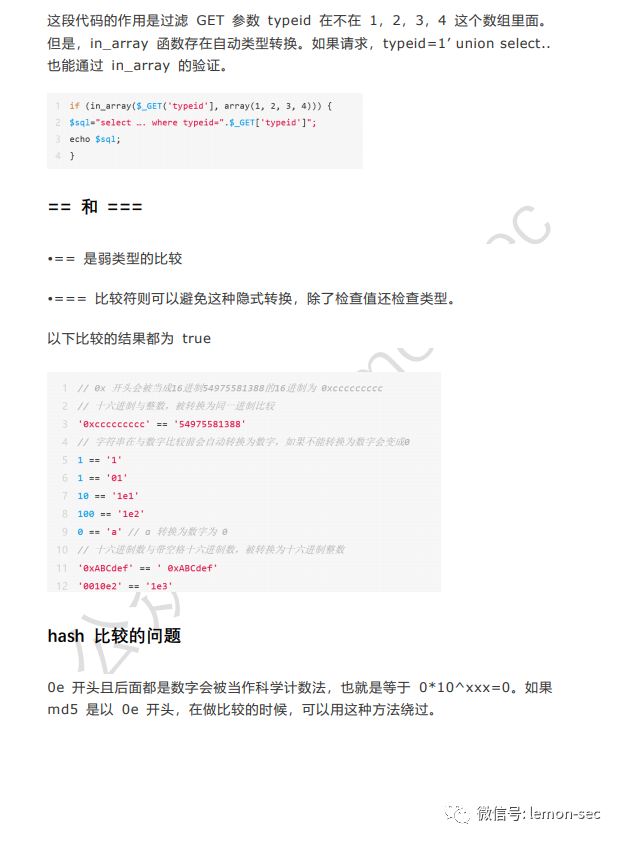 这段代码的作用是过滤 GET 参数 typeid 在不在 1，2，3，4 这个数组里面。
但是，in_array 函数存在自动类型转换。如果请求，typeid=1’ union select..
也能通过 in_array 的验证。
1 if (in_array($_GET('typeid'], array(1, 2, 3, 4))) {
2 $sql="select …. where typeid=".$_GET['typeid']";
3 echo $sql;
4 }
== 和 ===
•== 是弱类型的比较
•=== 比较符则可以避免这种隐式转换，除了检查值还检查类型。
以下比较的结果都为 true
1 // 0x 开头会被当成16进制54975581388的16进制为 0xccccccccc
2 // 十六进制与整数，被转换为同一进制比较
3 '0xccccccccc' == '54975581388'
4 // 字符串在与数字比较前会自动转换为数字，如果不能转换为数字会变成0
5 1 == '1'
6 1 == '01'
7 10 == '1e1'
8 100 == '1e2'
9 0 == 'a' // a 转换为数字为 0
10 // 十六进制数与带空格十六进制数，被转换为十六进制整数
11 '0xABCdef' == ' 0xABCdef'
12 '0010e2' == '1e3'
hash 比较的问题
0e 开头且后面都是数字会被当作科学计数法，也就是等于 0*10^xxx=0。如果
md5 是以 0e 开头，在做比较的时候，可以用这种方法绕过。
微信号: lemon-sec